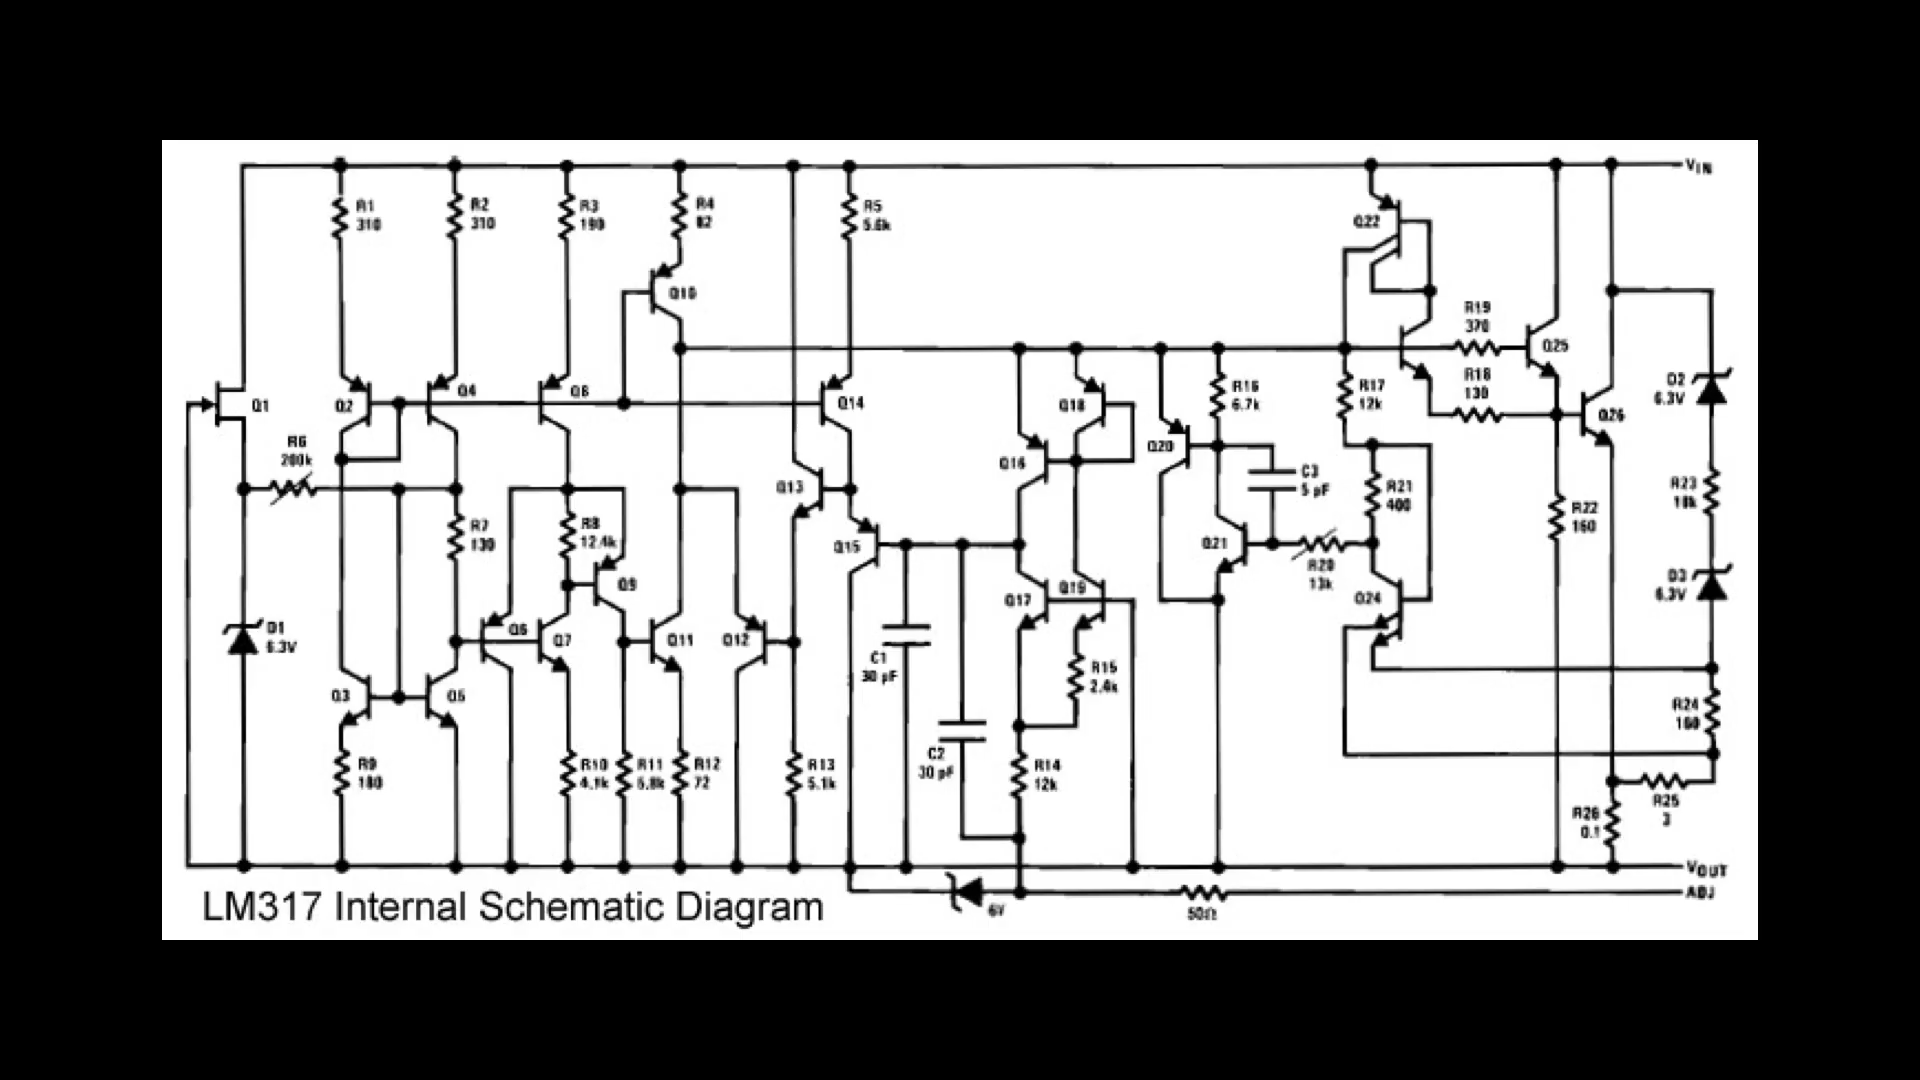 VIN
R1
310
R2
310
R3
190
R4
82
R5
5.6k
Q22
Q10
R19
370
Q25
R18
130
Q1
Q2
Q4
Q14
Q18
R16
6.7k
R17
12k
Q26
D2
6.3V
R6
200k
Q13
Q16
Q20
C3
5 pF
R21
400
R23
18k
R22
160
R7
130
R8
12.4k
Q15
Q21
R20
13k
Q9
Q17
Q19
Q24
D3
6.3V
D1
6.3V
Q6
Q7
Q11
Q12
C1
30 pF
R15
2.4k
Q3
Q5
R24
160
R9
180
R10
4.1k
R11
5.8k
R12
72
R13
5.1k
C2
30 pF
R14
12k
R25
3
R26
0.1
VOUT
ADJ
6V
50Ω
LM317 Internal Schematic Diagram